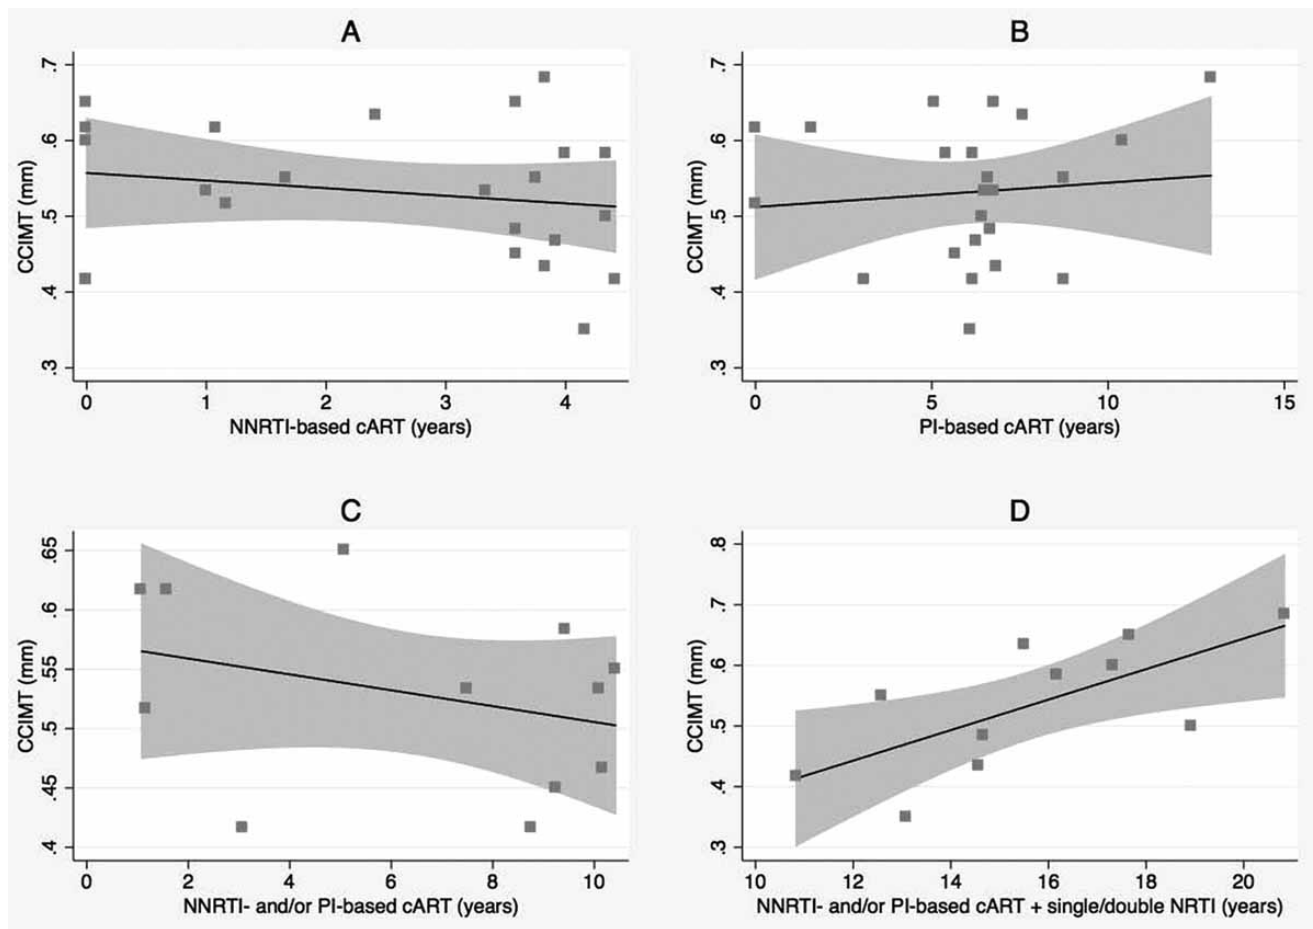 A
CCIMT (mm)
.7
.6
.5
.4
.3
0 1 2 3 4
NNRTI-based cART (years)
B
CCIMT (mm)
.7
.6
.5
.4
.3
0 5 10 15
PI-based cART (years)
C
CCIMT (mm)
.65
.6
.55
.5
.45
.4
0 2 4 6 8 10
NNRTI- and/or PI-based cART (years)
D
CCIMT (mm)
.8
.7
.6
.5
.4
.3
10 12 14 16 18 20
NNRTI- and/or PI-based cART + single/double NRTI (years)